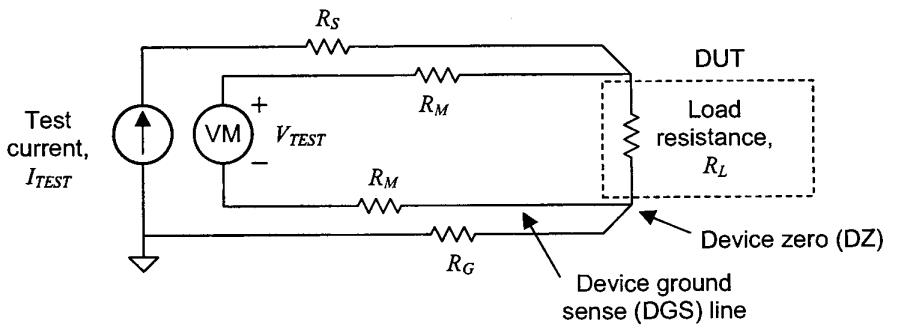 R_S
DUT
R_M
Test
current,
I_TEST
+
VM
V_TEST
−
Load
resistance,
R_L
R_M
R_G
Device zero (DZ)
Device ground
sense (DGS) line